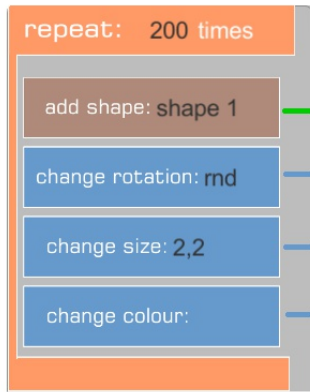 repeat: 200 times
add shape: shape 1
change rotation: rnd
change size: 2,2
change colour: